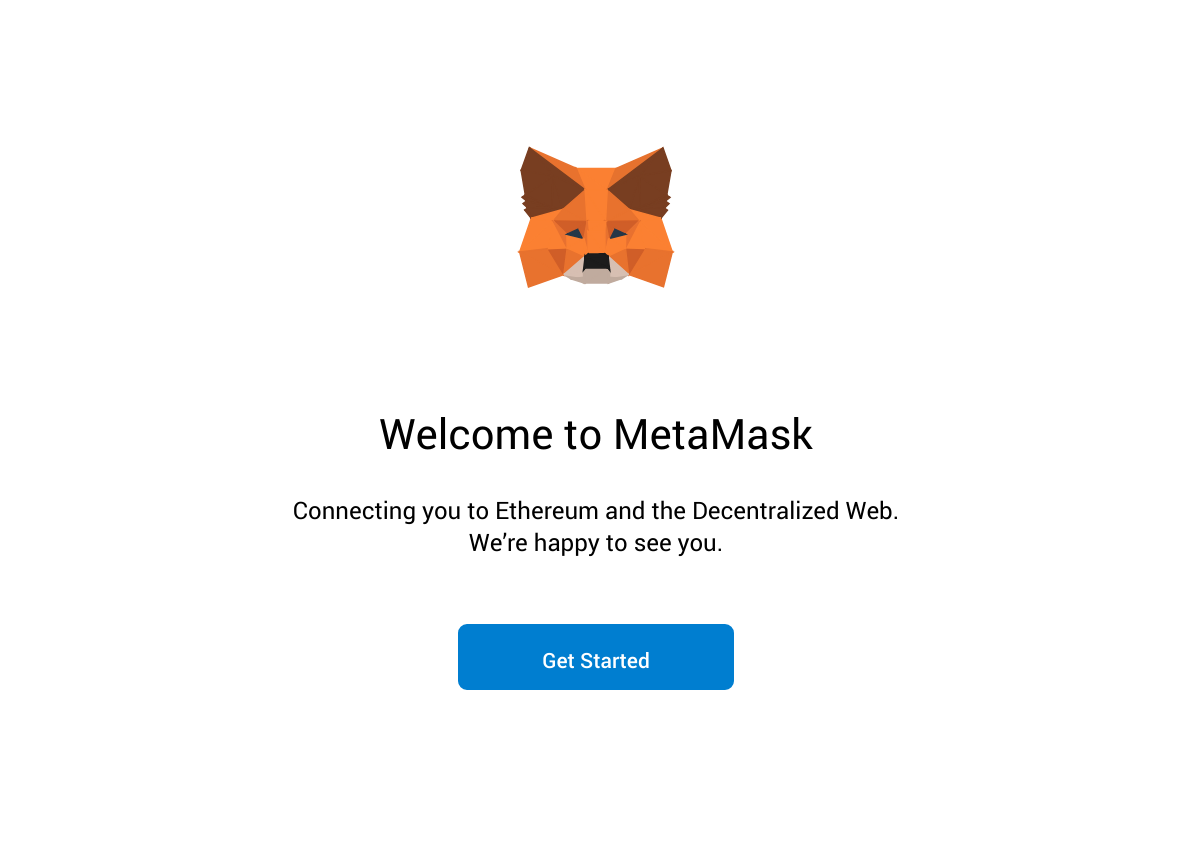 Welcome to MetaMask
Connecting you to Ethereum and the Decentralized Web.
We’re happy to see you.
Get Started